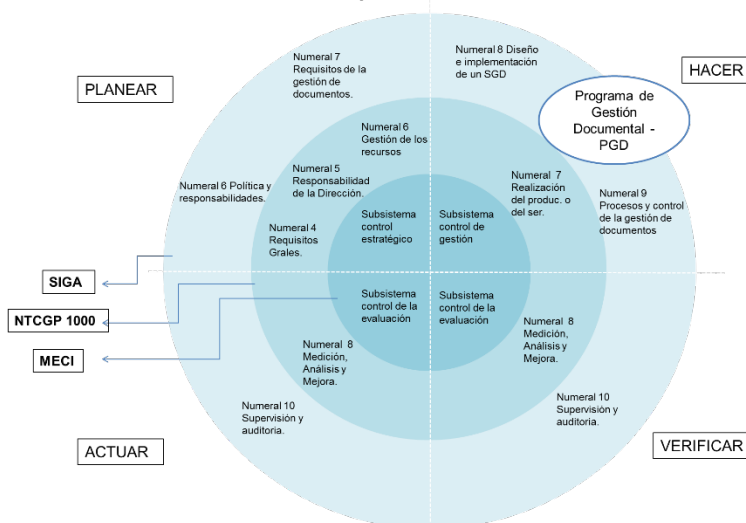 PLANEAR
Numeral 7
Requisitos de la
gestión de
documentos.
Numeral 8 Diseño
e implementación
de un SGD
HACER
Programa de
Gestión
Documental -
PGD
Numeral 6
Gestión de los
recursos
Numeral 5
Responsabilidad
de la Dirección.
Numeral 6 Política y
responsabilidades.
Numeral 4
Requisitos
Grales.
Numeral 7
Realización
del produc. o
del ser.
Numeral 9
Procesos y control
de la gestión de
documentos
Subsistema
control
estratégico
Subsistema
control de
gestión
SIGA
NTCGP 1000
MECI
Subsistema
control de la
evaluación
Subsistema
control de la
evaluación
Numeral 8
Medición,
Análisis y
Mejora.
Numeral 8
Medición,
Análisis y
Mejora.
Numeral 10
Supervisión y
auditoria.
Numeral 10
Supervisión y
auditoria.
ACTUAR
VERIFICAR